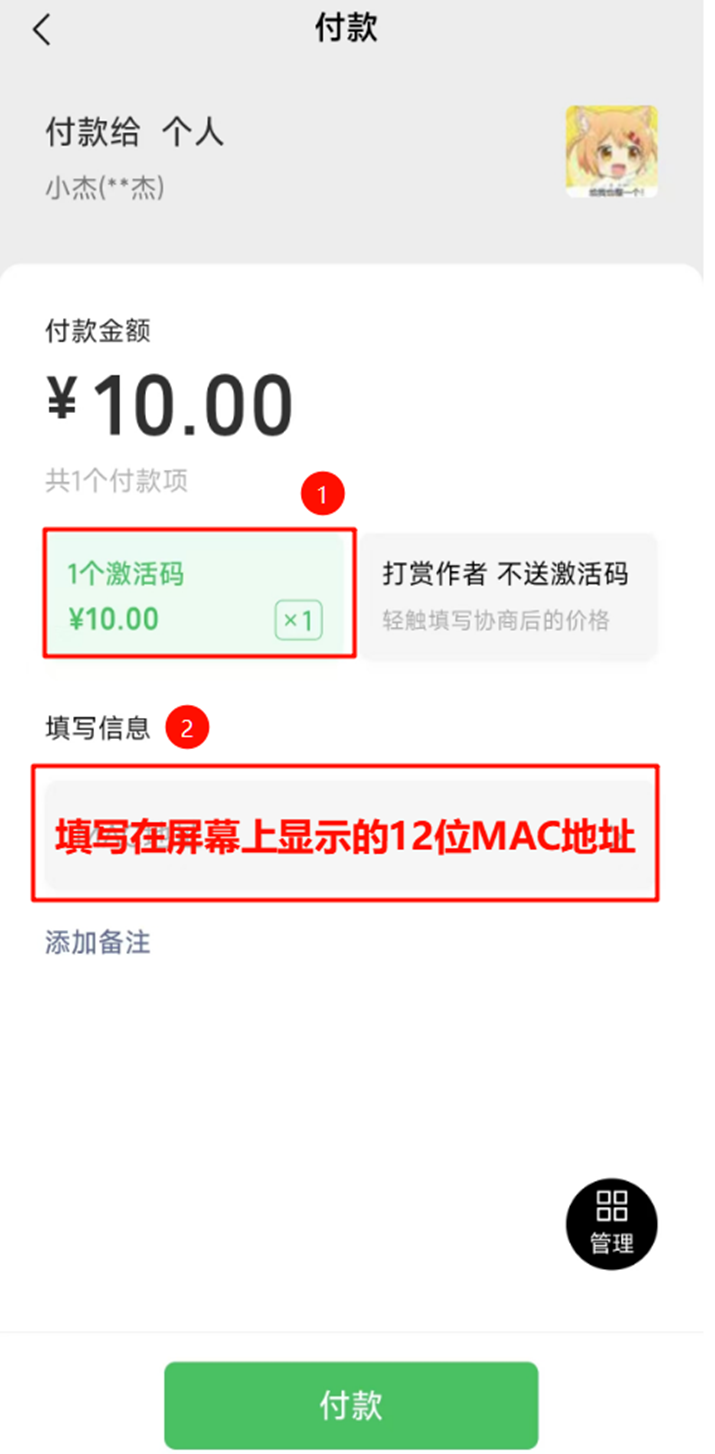 付款
付款给 个人
小杰(**杰)
付款金额
¥10.00
共1个付款项
1
1个激活码
¥10.00
×1
打赏作者 不送激活码
轻触填写协商后的价格
填写信息
2
填写在屏幕上显示的12位MAC地址
添加备注
管理
付款